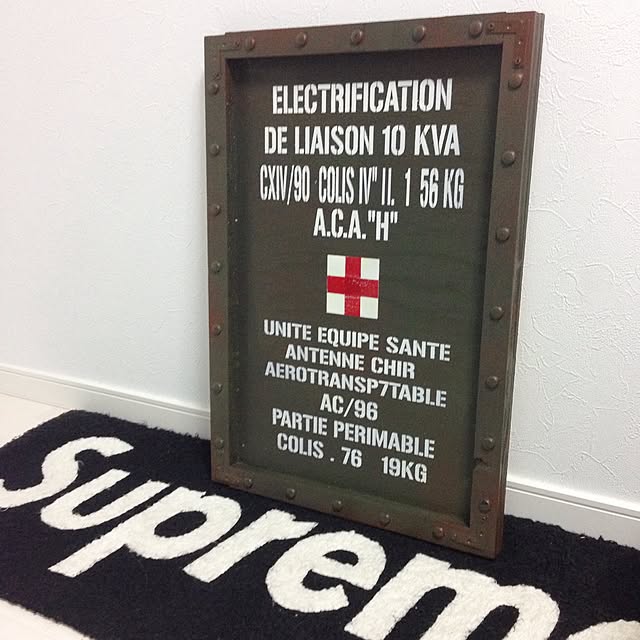 ELECTRIFICATION
DE LIAISON 10 KVA
CXIV/90 COLIS IV" II. 1 56 KG
A.C.A."H"
UNITE EQUIPE SANTE
ANTENNE CHIR
AEROTRANSP7TABLE
AC/96
PARTIE PERIMABLE
COLIS . 76 19KG
Supreme